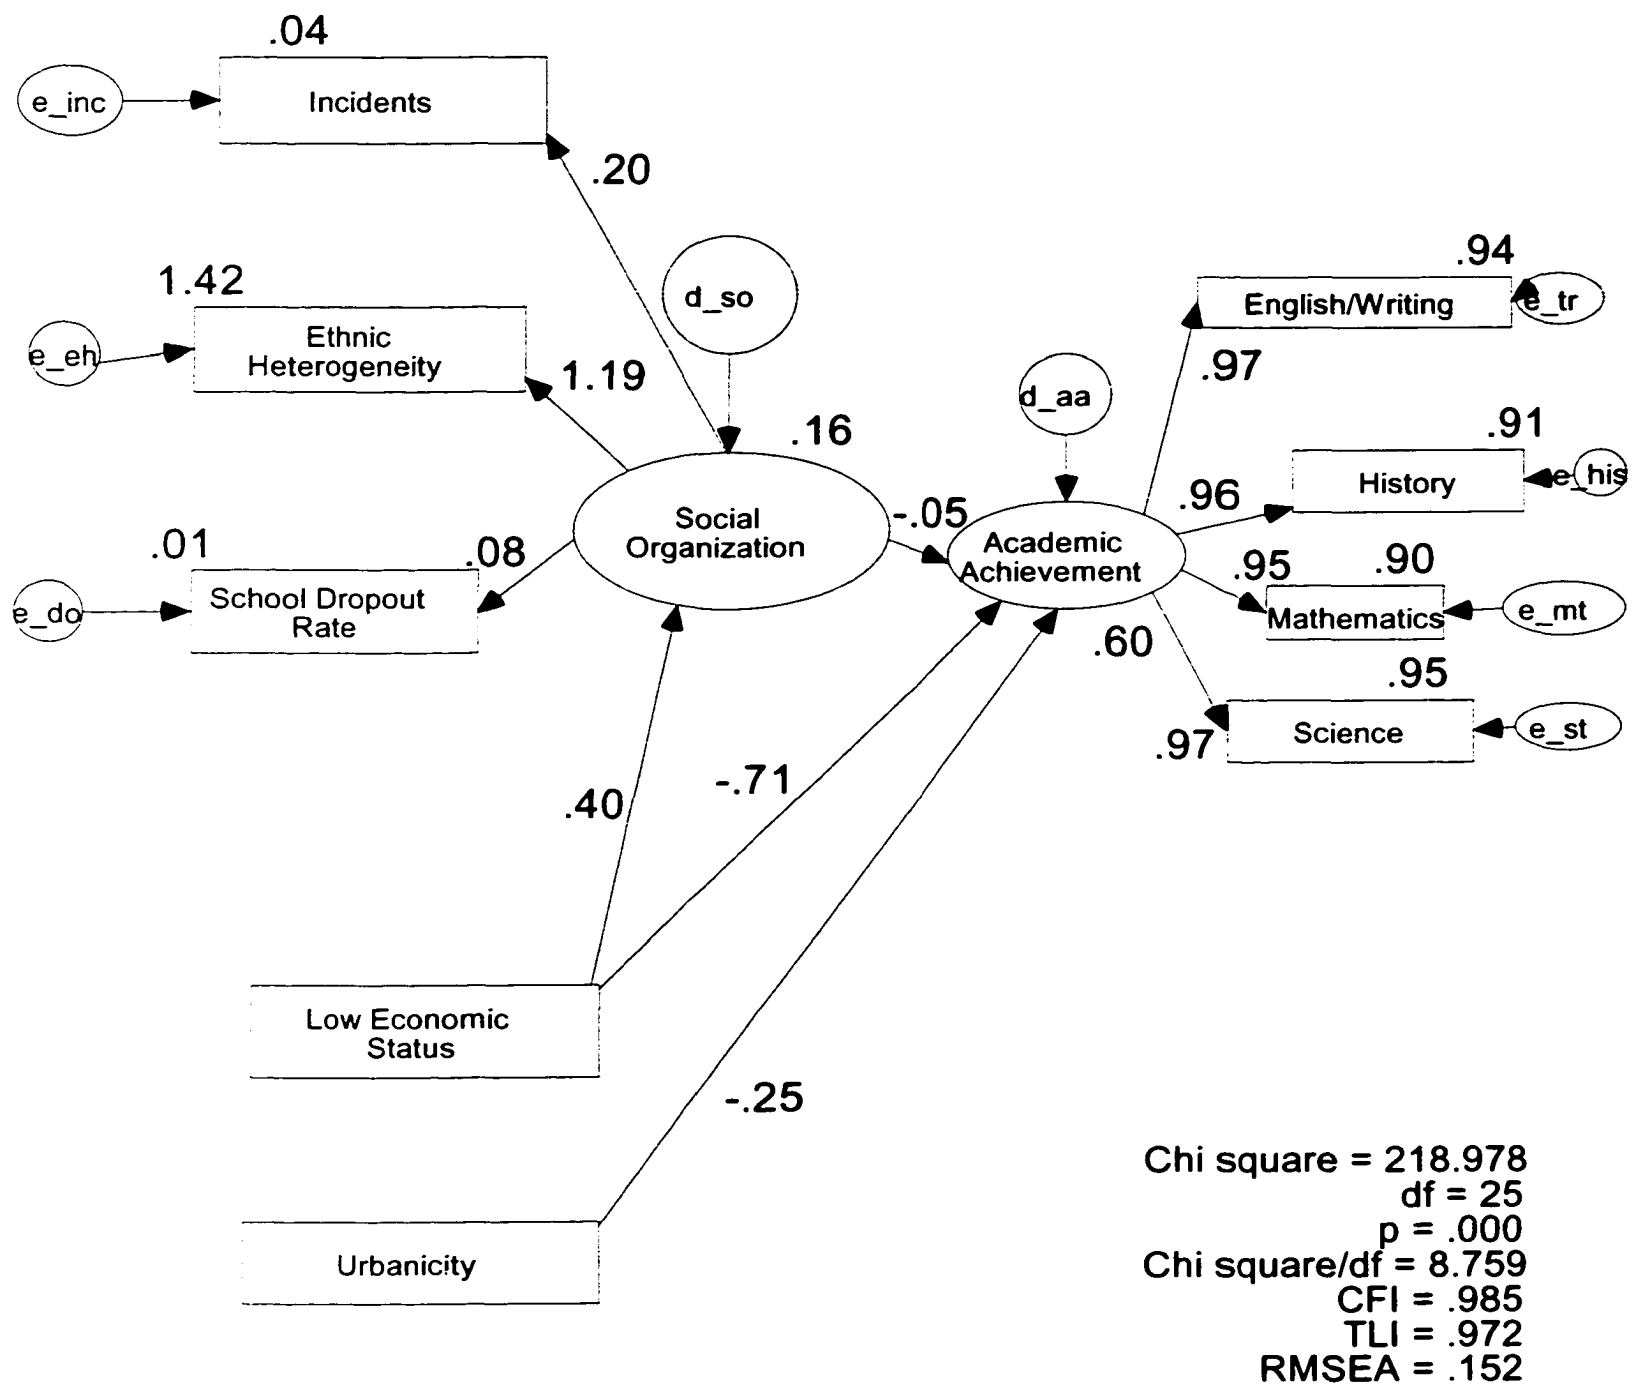 .04
e_inc
Incidents
.20
1.42
d_so
.94
English/Writing
e_tr
e_eh
Ethnic
Heterogeneity
1.19
.97
d_aa
.16
.91
History
e_his
.96
-.05
Social
Organization
Academic
Achievement
.01
.08
.95
.90
e_do
School Dropout
Rate
Mathematics
e_mt
.60
.95
.97
Science
e_st
.40
-.71
Low Economic
Status
-.25
Urbanicity
Chi square = 218.978
df = 25
p = .000
Chi square/df = 8.759
CFI = .985
TLI = .972
RMSEA = .152